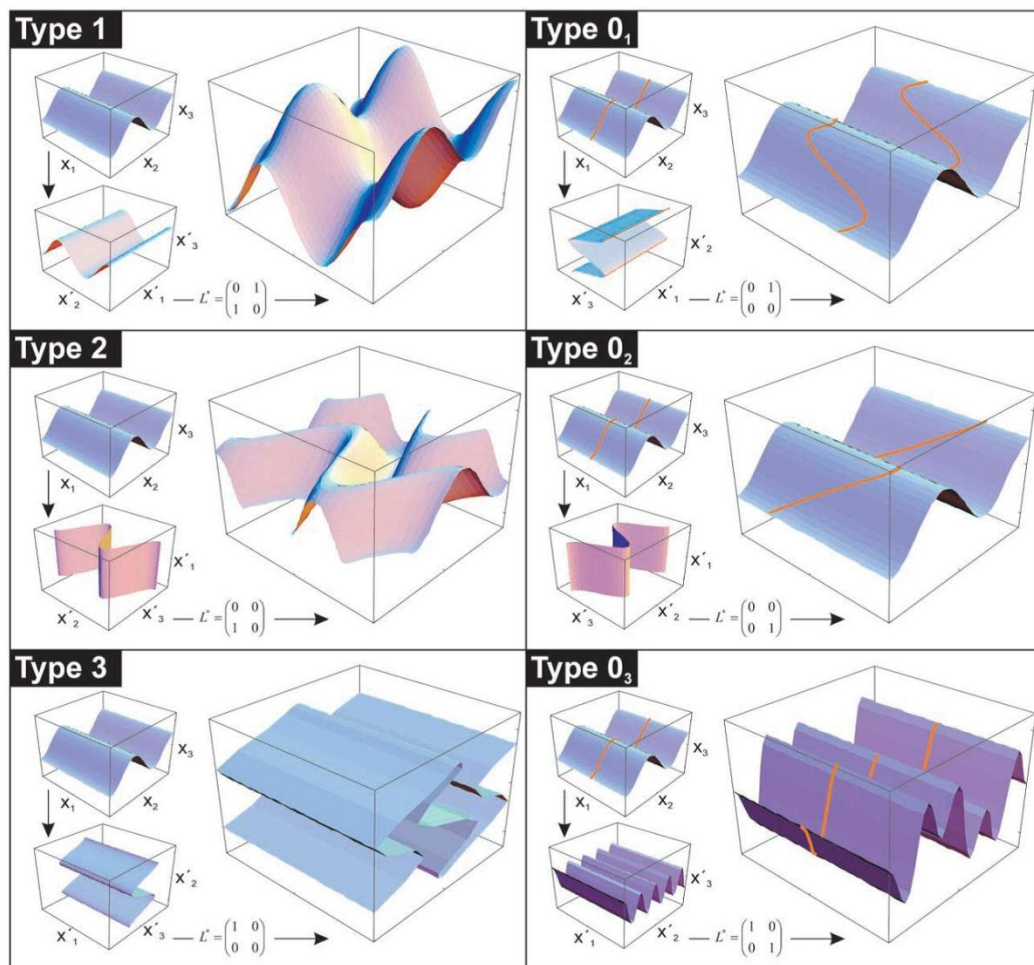 Type 1
X₃
X₁
X₂
X′₃
X′₂
X′₁
L* = (0 1
1 0)
Type 0₁
X₃
X₁
X₂
X′₂
X′₃
X′₁
L* = (0 1
0 0)
Type 2
X₃
X₁
X₂
X′₁
X′₂
X′₃
L* = (0 0
1 0)
Type 0₂
X₃
X₁
X₂
X′₁
X′₃
X′₂
L* = (0 0
0 1)
Type 3
X₃
X₁
X₂
X′₂
X′₁
X′₃
L* = (1 0
0 0)
Type 0₃
X₃
X₁
X₂
X′₃
X′₁
X′₂
L* = (1 0
0 1)